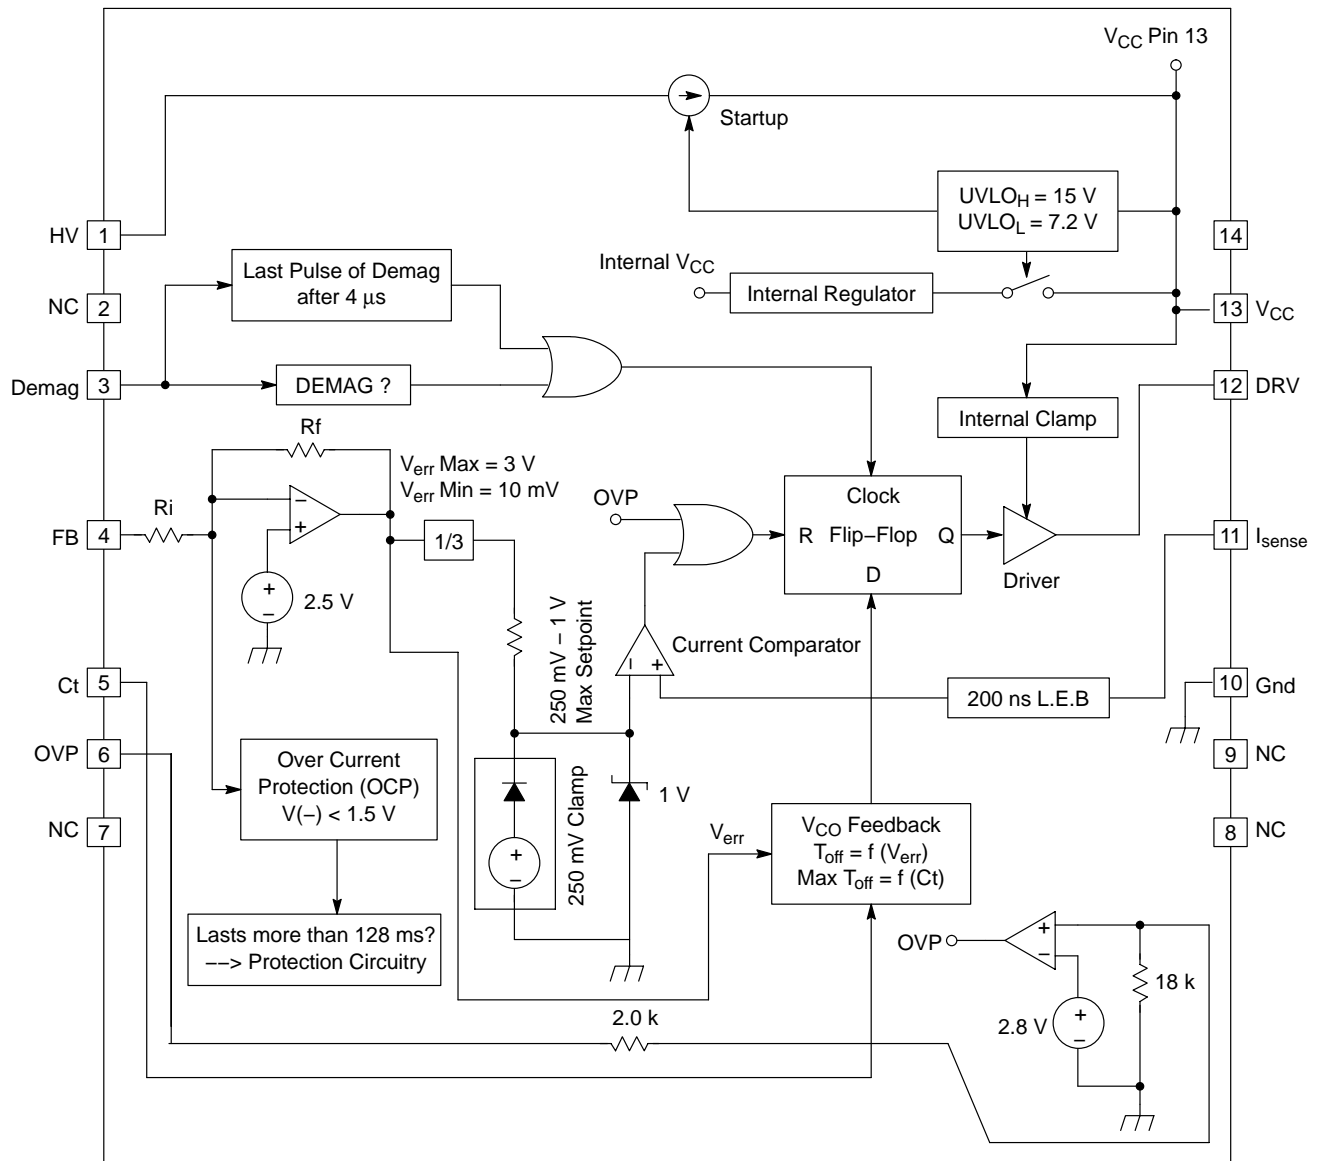 VCC Pin 13
Startup
UVLOH = 15 V
UVLOL = 7.2 V
HV 1
14
Last Pulse of Demag
after 4 μs
Internal VCC
Internal Regulator
NC 2
13 VCC
Demag 3
DEMAG ?
12 DRV
Internal Clamp
Rf
Verr Max = 3 V
Verr Min = 10 mV
Clock
OVP
Ri
−
+
FB 4
1/3
R Flip−Flop Q
D
Driver
11 Isense
+
−
2.5 V
250 mV − 1 V
Max Setpoint
− +
Current Comparator
Ct 5
200 ns L.E.B
10 Gnd
OVP 6
9 NC
Over Current
Protection (OCP)
V(−) < 1.5 V
1 V
250 mV Clamp
+
−
NC 7
Verr
VCO Feedback
Toff = f (Verr)
Max Toff = f (Ct)
8 NC
Lasts more than 128 ms?
−−> Protection Circuitry
OVP
+
−
18 k
2.8 V
+
−
2.0 k